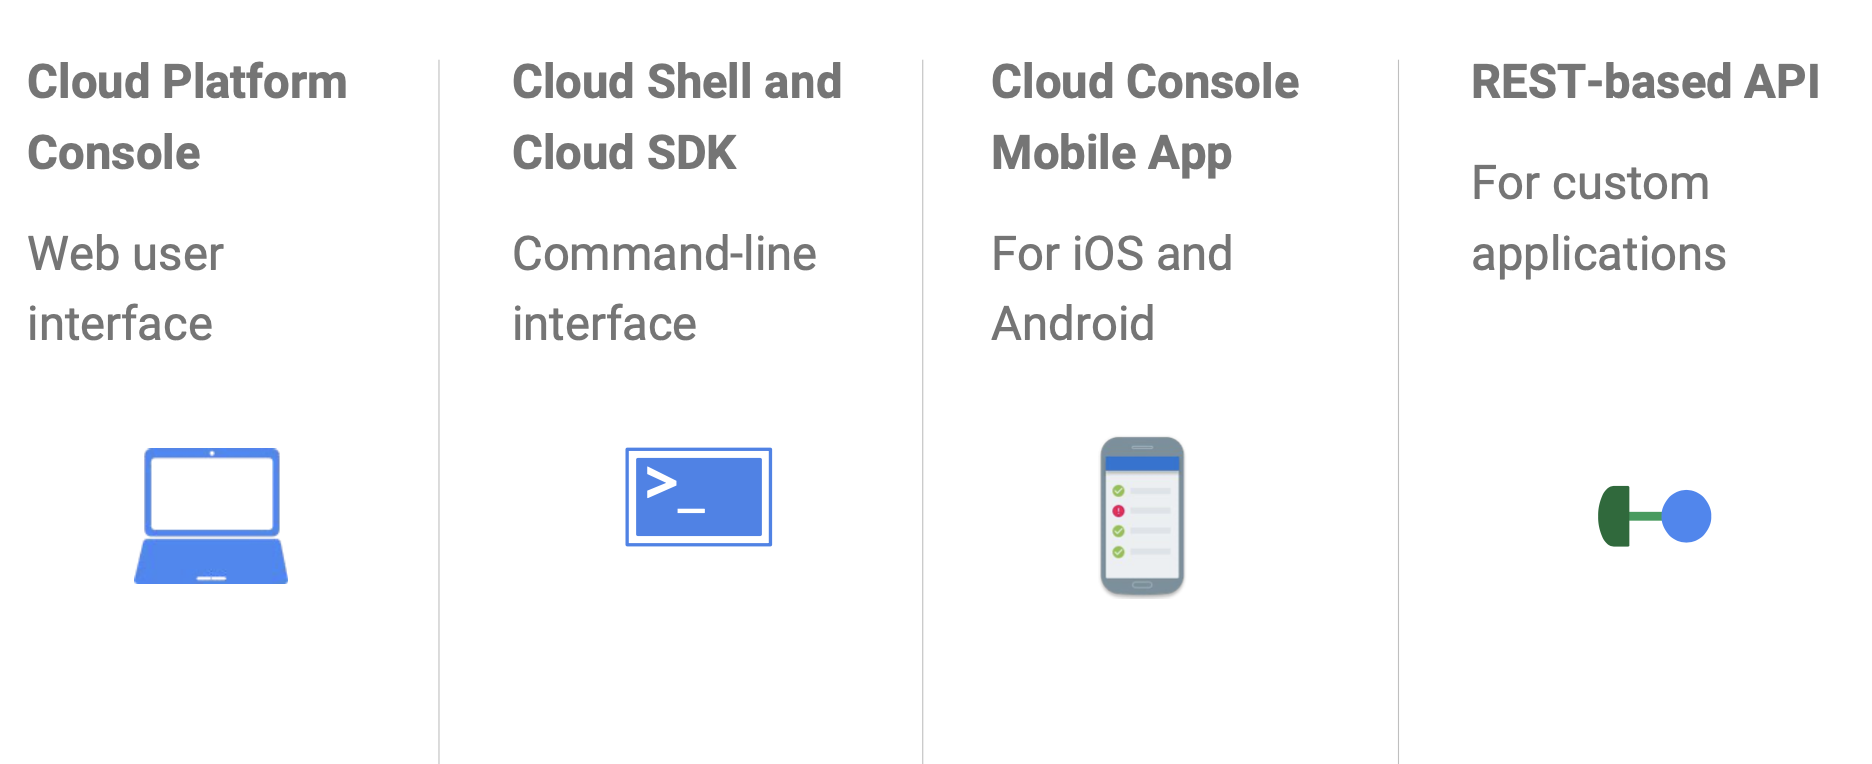 Cloud Platform
Console
Web user
interface
Cloud Shell and
Cloud SDK
Command-line
interface
>_
Cloud Console
Mobile App
For iOS and
Android
REST-based API
For custom
applications